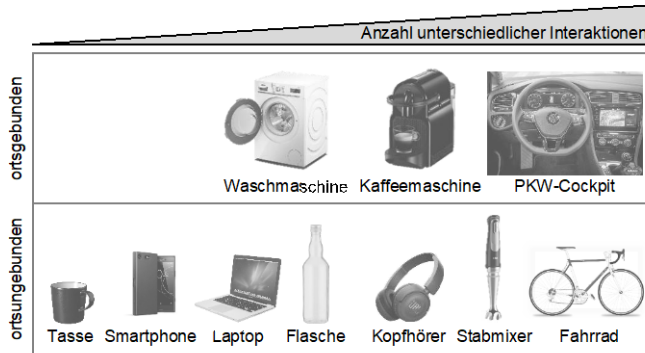 Anzahl unterschiedlicher Interaktionen
ortsgebunden
Waschmaschine Kaffeemaschine PKW-Cockpit
ortsungebunden
Tasse Smartphone Laptop Flasche Kopfhörer Stabmixer Fahrrad